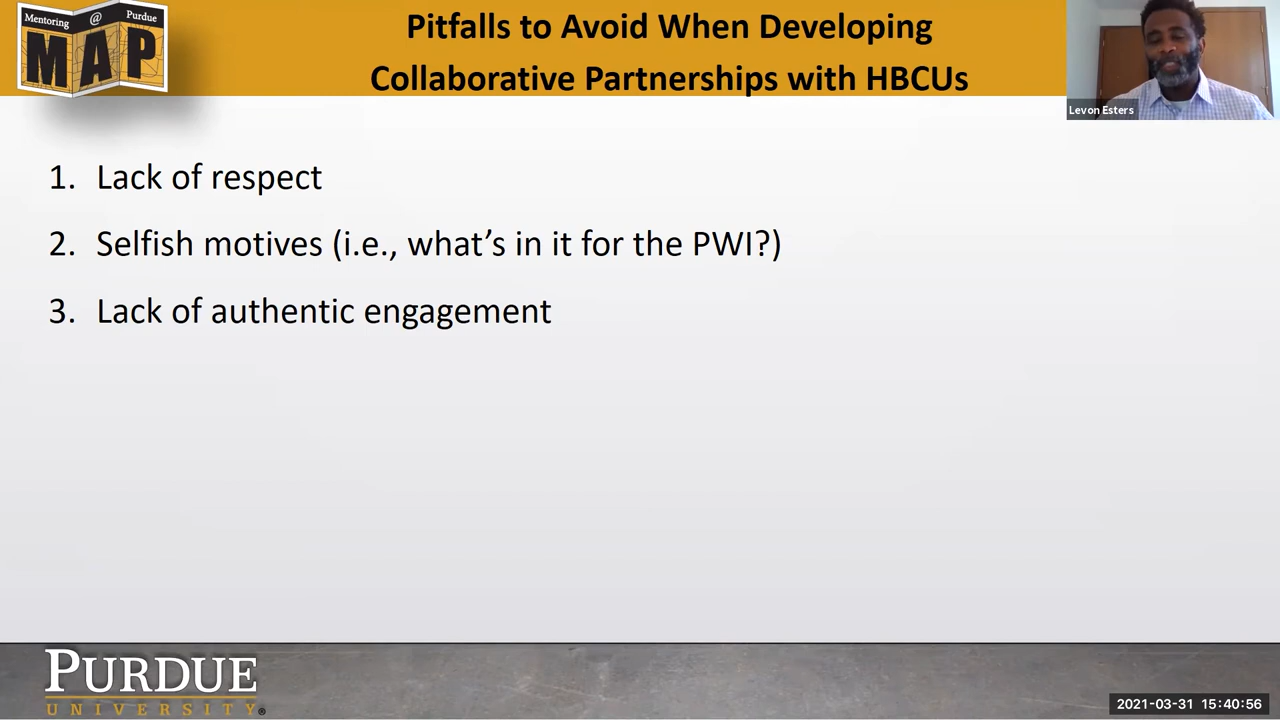 Mentoring @ Purdue
MAP
Pitfalls to Avoid When Developing
Collaborative Partnerships with HBCUs
Levon Esters
1. Lack of respect
2. Selfish motives (i.e., what’s in it for the PWI?)
3. Lack of authentic engagement
PURDUE
UNIVERSITY®
2021-03-31 15:40:56